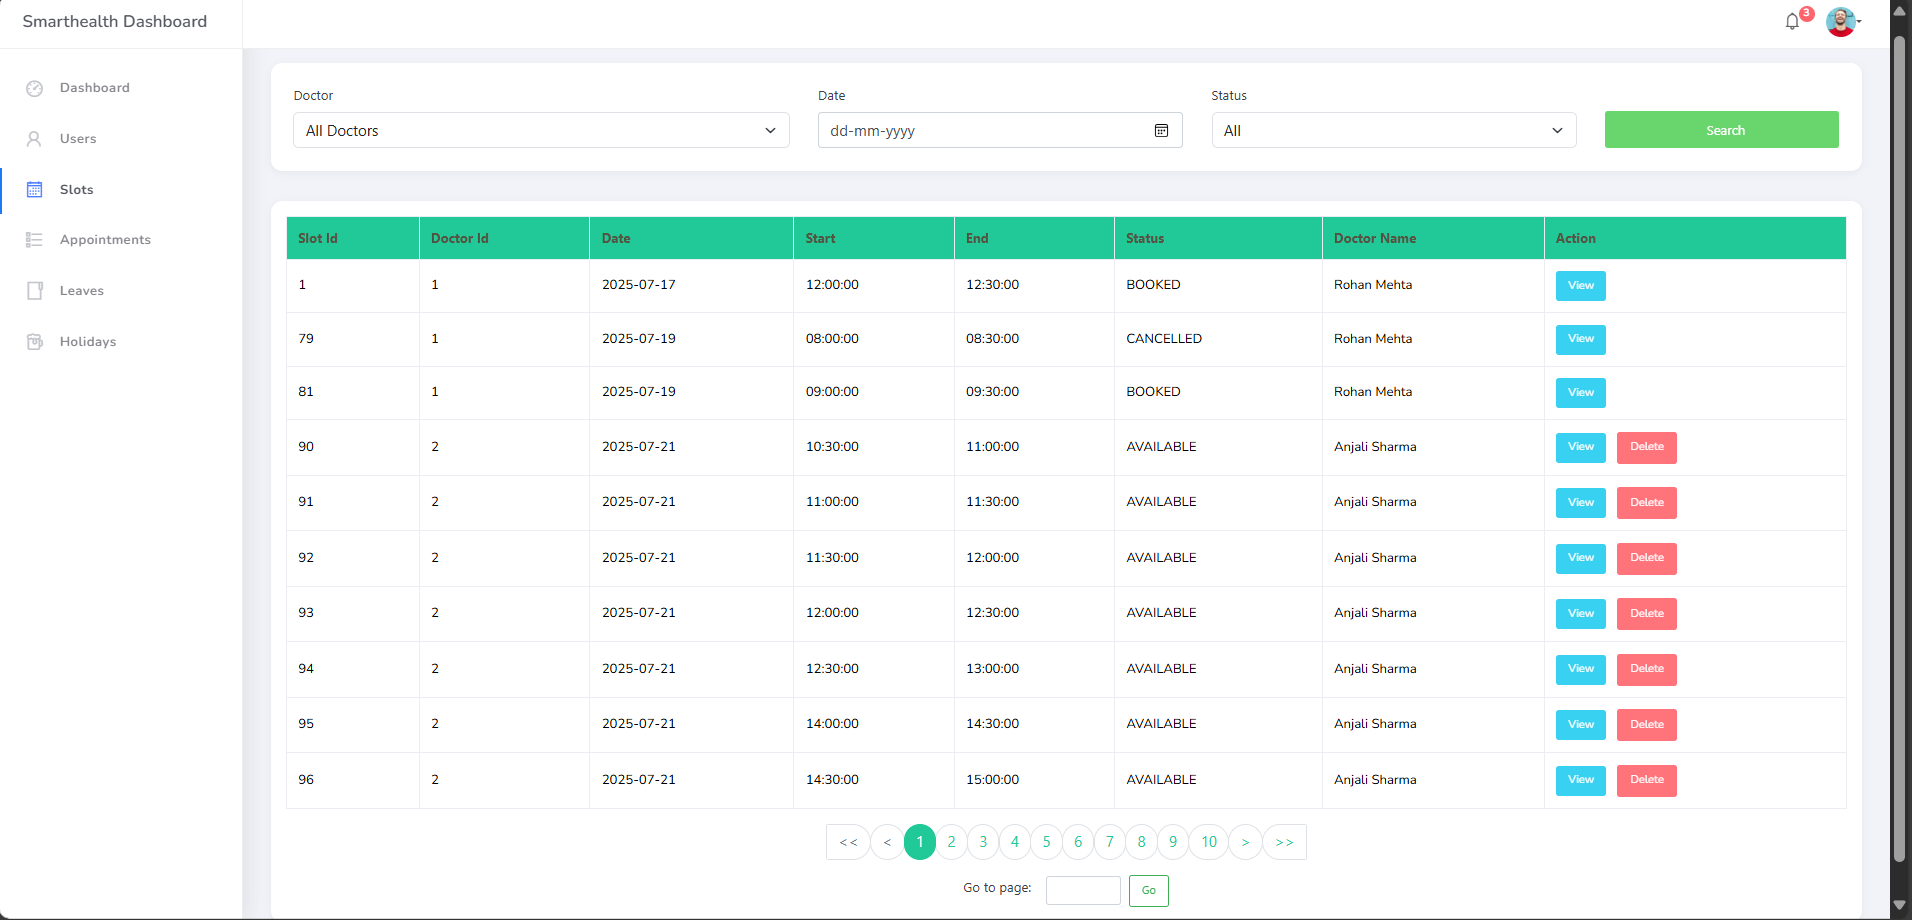 Smarthealth Dashboard
3
Dashboard
Users
Slots
Appointments
Leaves
Holidays
Doctor Date Status
All Doctors dd-mm-yyyy All Search
Slot Id Doctor Id Date Start End Status Doctor Name Action
1 1 2025-07-17 12:00:00 12:30:00 BOOKED Rohan Mehta View
79 1 2025-07-19 08:00:00 08:30:00 CANCELLED Rohan Mehta View
81 1 2025-07-19 09:00:00 09:30:00 BOOKED Rohan Mehta View
90 2 2025-07-21 10:30:00 11:00:00 AVAILABLE Anjali Sharma View Delete
91 2 2025-07-21 11:00:00 11:30:00 AVAILABLE Anjali Sharma View Delete
92 2 2025-07-21 11:30:00 12:00:00 AVAILABLE Anjali Sharma View Delete
93 2 2025-07-21 12:00:00 12:30:00 AVAILABLE Anjali Sharma View Delete
94 2 2025-07-21 12:30:00 13:00:00 AVAILABLE Anjali Sharma View Delete
95 2 2025-07-21 14:00:00 14:30:00 AVAILABLE Anjali Sharma View Delete
96 2 2025-07-21 14:30:00 15:00:00 AVAILABLE Anjali Sharma View Delete
<< < 1 2 3 4 5 6 7 8 9 10 > >>
Go to page: Go